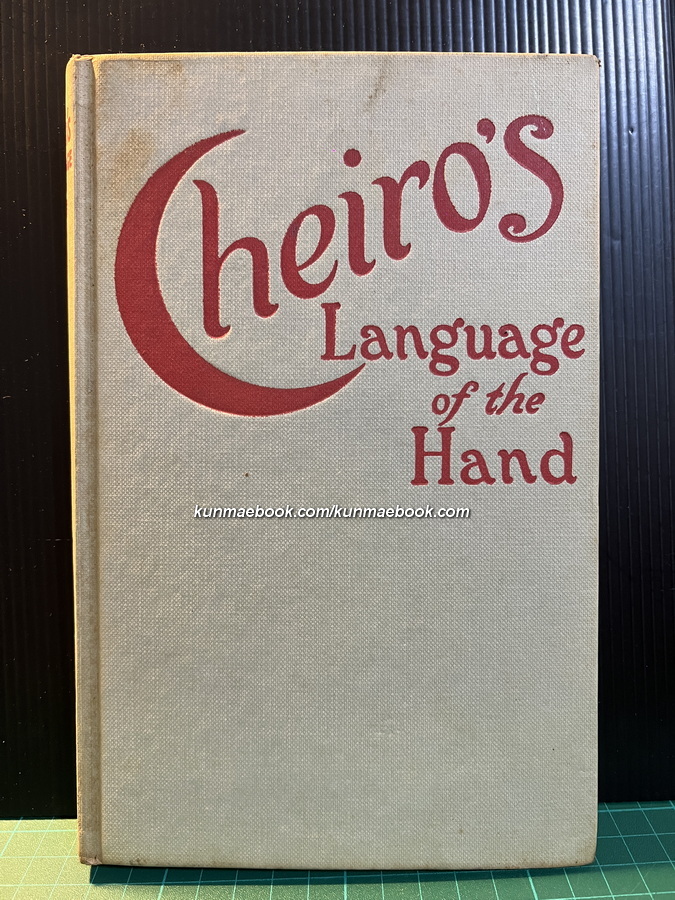 Cheiro's
Language
of the
Hand
kunmaebook.com/kunmaebook.com